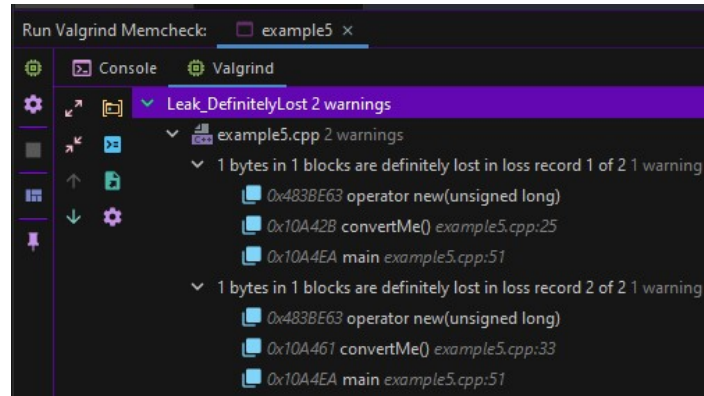 Run Valgrind Memcheck: example5 ×
Console Valgrind
Leak_DefinitelyLost 2 warnings
example5.cpp 2 warnings
1 bytes in 1 blocks are definitely lost in loss record 1 of 2 1 warning
0x483BE63 operator new(unsigned long)
0x10A42B convertMe() example5.cpp:25
0x10A4EA main example5.cpp:51
1 bytes in 1 blocks are definitely lost in loss record 2 of 2 1 warning
0x483BE63 operator new(unsigned long)
0x10A461 convertMe() example5.cpp:33
0x10A4EA main example5.cpp:51